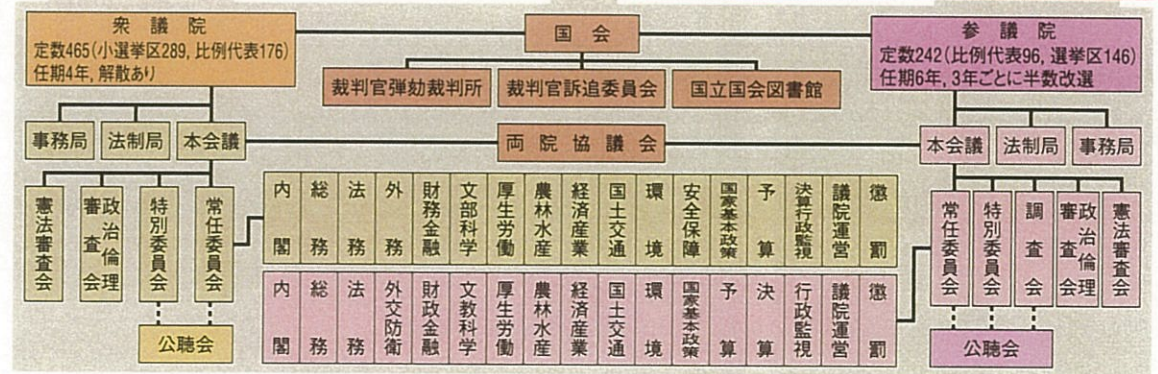 衆議院
定数465(小選挙区289, 比例代表176)
任期4年, 解散あり
国会
参議院
定数242(比例代表96, 選挙区146)
任期6年, 3年ごとに半数改選
裁判官弾劾裁判所
裁判官訴追委員会
国立国会図書館
事務局
法制局
本会議
両院協議会
本会議
法制局
事務局
憲法審査会
政治倫理審査会
特別委員会
常任委員会
内閣
総務
法務
外務
財務金融
文部科学
厚生労働
農林水産
経済産業
国土交通
環境
安全保障
国家基本政策
予算
決算行政監視
議院運営
懲罰
常任委員会
特別委員会
調査会
政治倫理審査会
憲法審査会
内閣
総務
法務
外交防衛
財政金融
文教科学
厚生労働
農林水産
経済産業
国土交通
環境
国家基本政策
予算
決算
行政監視
議院運営
懲罰
公聴会
公聴会